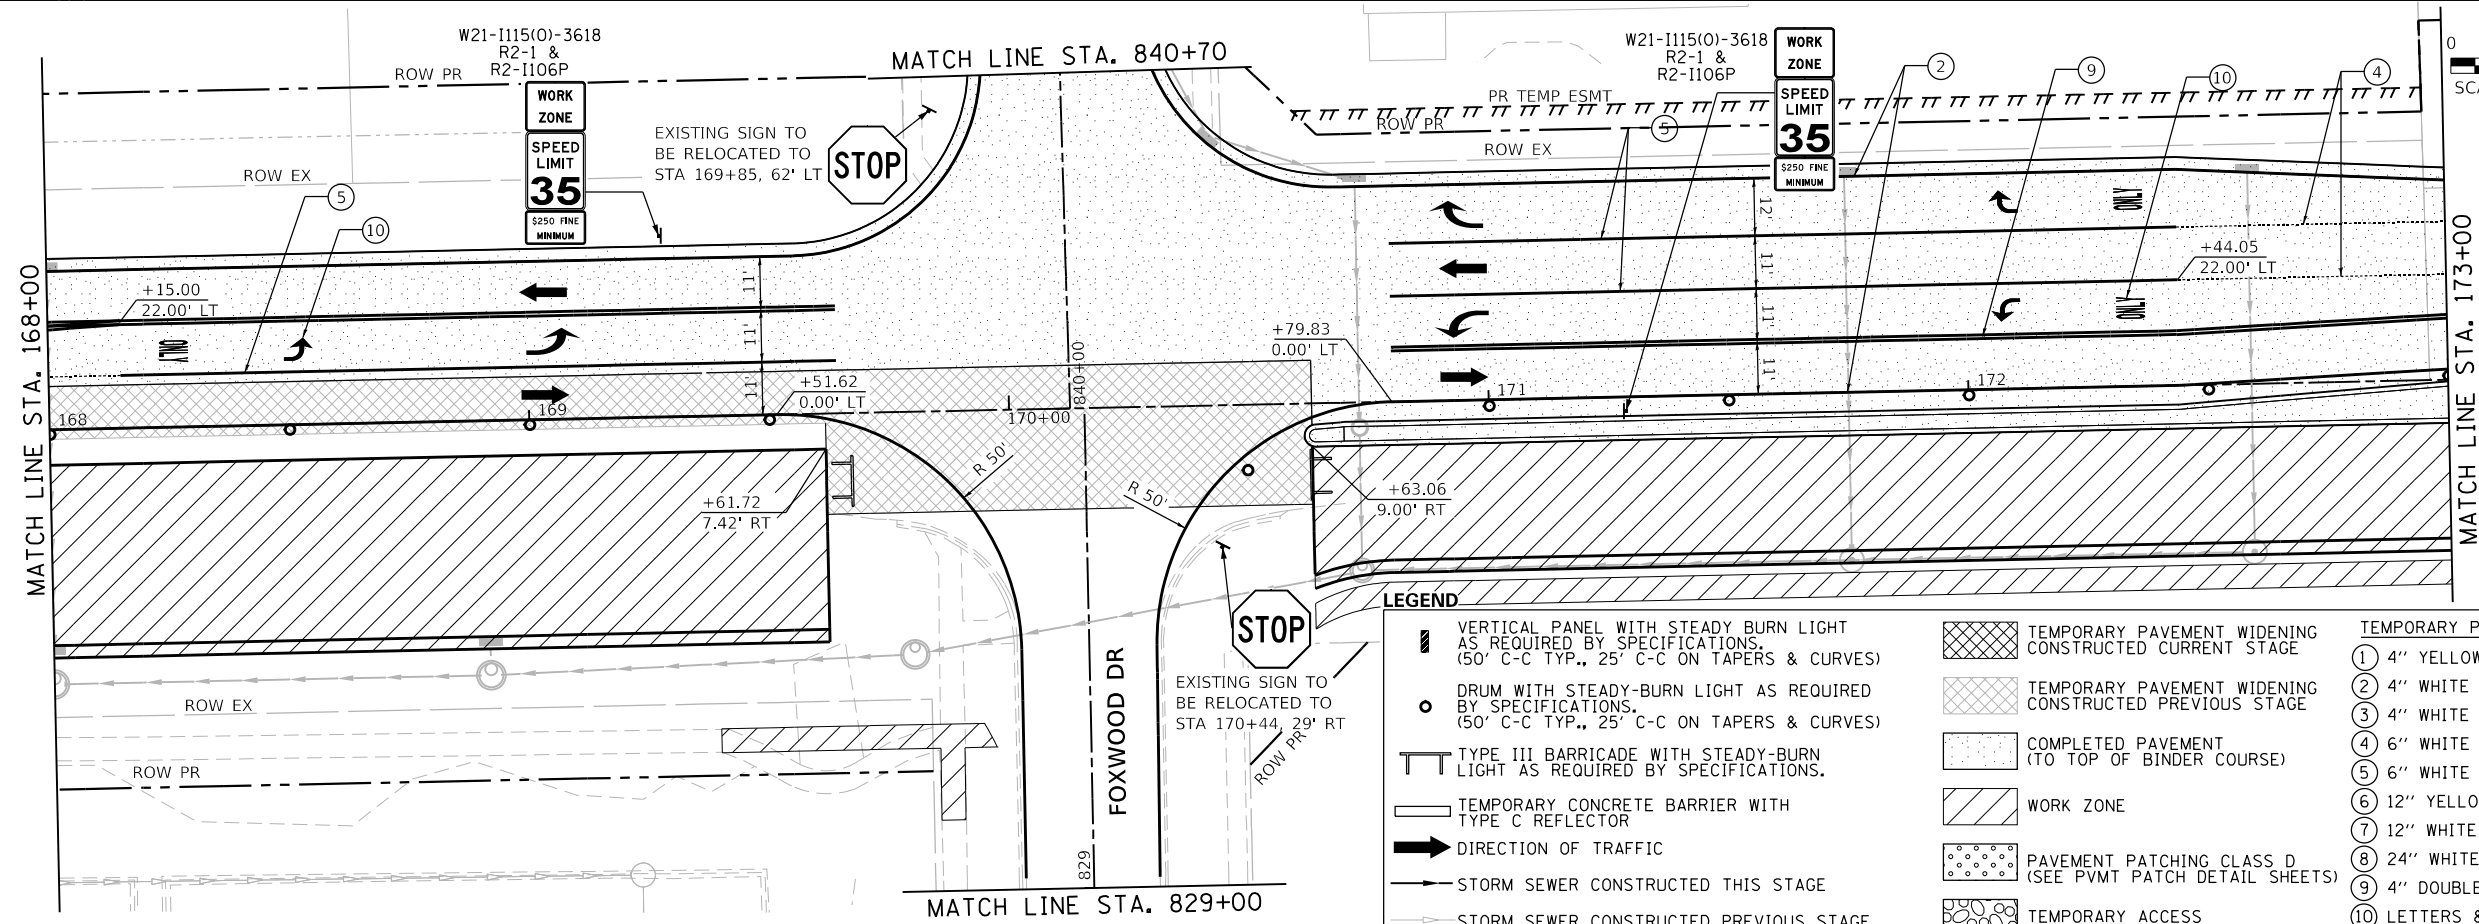 W21-I115(O)-3618
R2-1 &
R2-I106P
WORK
ZONE
SPEED
LIMIT
35
$250 FINE
MINIMUM
ROW PR
MATCH LINE STA. 840+70
EXISTING SIGN TO
BE RELOCATED TO
STA 169+85, 62' LT
STOP
W21-I115(O)-3618
R2-1 &
R2-I106P
WORK
ZONE
SPEED
LIMIT
35
$250 FINE
MINIMUM
PR TEMP ESMT
ROW PR
ROW EX
2
9
10
4
5
0
ROW EX
5
10
MATCH LINE STA. 168+00
+15.00
22.00' LT
11'
11'
11'
12'
11'
11'
11'
+44.05
22.00' LT
MATCH LINE STA. 173+00
168
169
+51.62
0.00' LT
170+00
840+00
+79.83
0.00' LT
171
172
R 50'
R 50'
+61.72
7.42' RT
+63.06
9.00' RT
STOP
EXISTING SIGN TO
BE RELOCATED TO
STA 170+44, 29' RT
ROW PR
ROW EX
ROW PR
FOXWOOD DR
829
MATCH LINE STA. 829+00
LEGEND
VERTICAL PANEL WITH STEADY BURN LIGHT
AS REQUIRED BY SPECIFICATIONS.
(50' C-C TYP., 25' C-C ON TAPERS & CURVES)
DRUM WITH STEADY-BURN LIGHT AS REQUIRED
BY SPECIFICATIONS.
(50' C-C TYP., 25' C-C ON TAPERS & CURVES)
TYPE III BARRICADE WITH STEADY-BURN
LIGHT AS REQUIRED BY SPECIFICATIONS.
TEMPORARY CONCRETE BARRIER WITH
TYPE C REFLECTOR
DIRECTION OF TRAFFIC
STORM SEWER CONSTRUCTED THIS STAGE
STORM SEWER CONSTRUCTED PREVIOUS STAGE
TEMPORARY PAVEMENT WIDENING
CONSTRUCTED CURRENT STAGE
TEMPORARY PAVEMENT WIDENING
CONSTRUCTED PREVIOUS STAGE
COMPLETED PAVEMENT
(TO TOP OF BINDER COURSE)
WORK ZONE
PAVEMENT PATCHING CLASS D
(SEE PVMT PATCH DETAIL SHEETS)
TEMPORARY ACCESS
TEMPORARY P
1 4'' YELLOW
2 4'' WHITE
3 4'' WHITE
4 6'' WHITE
5 6'' WHITE
6 12'' YELLO
7 12'' WHITE
8 24'' WHITE
9 4'' DOUBLE
10 LETTERS &